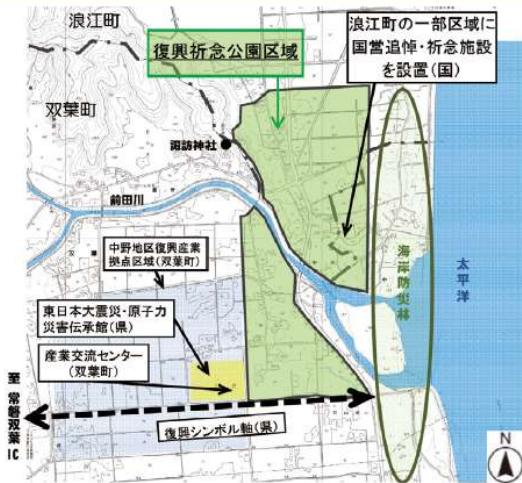 浪江町
復興祈念公園区域
浪江町の一部区域に
国営追悼・祈念施設
を設置(国)
双葉町
諏訪神社
前田川
中野地区復興産業
拠点区域(双葉町)
東日本大震災・原子力
災害伝承館(県)
産業交流センター
(双葉町)
海岸防災林
太平洋
至 常磐双葉IC
復興シンボル軸(県)
N